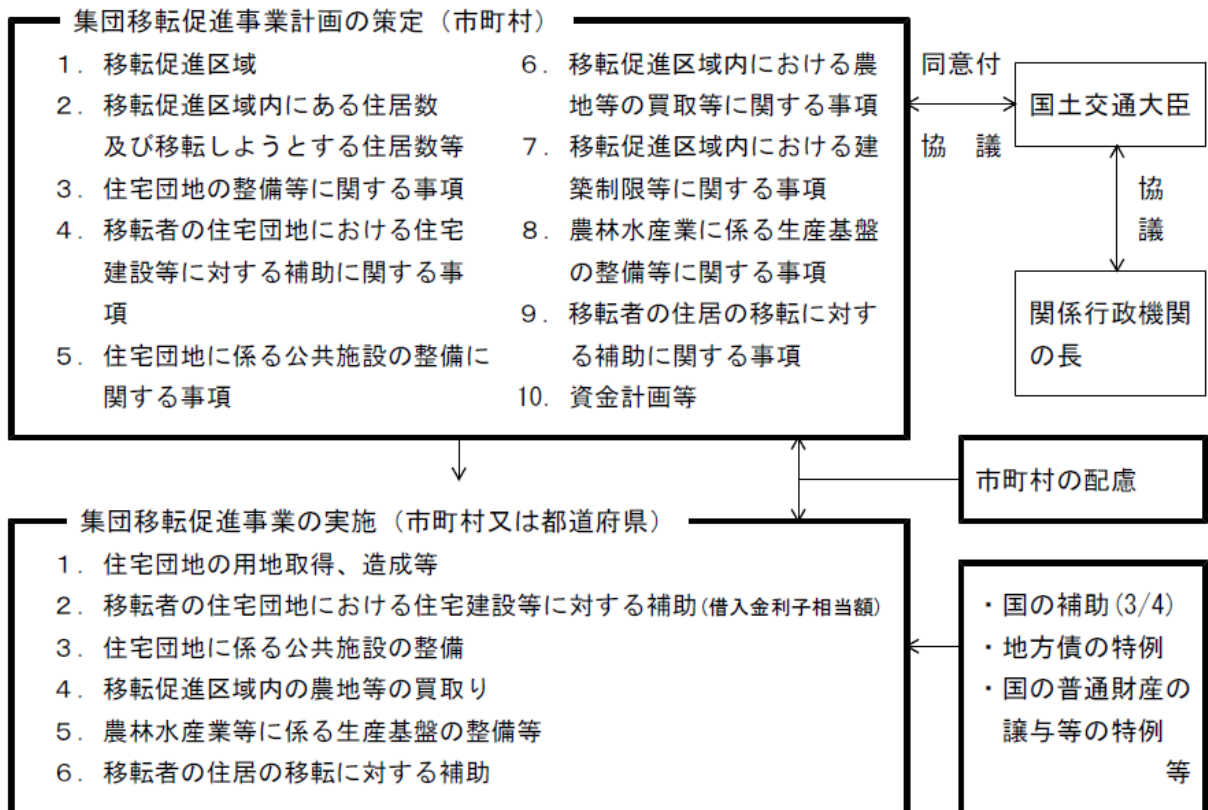 集団移転促進事業計画の策定（市町村）
１．移転促進区域
２．移転促進区域内にある住居数
及び移転しようとする住居数等
３．住宅団地の整備等に関する事項
４．移転者の住宅団地における住宅
建設等に対する補助に関する事
項
５．住宅団地に係る公共施設の整備に
関する事項
６．移転促進区域内における農
地等の買取等に関する事項
７．移転促進区域内における建
築制限等に関する事項
８．農林水産業に係る生産基盤
の整備等に関する事項
９．移転者の住居の移転に対す
る補助に関する事項
10．資金計画等
同意付
協　議
国土交通大臣
協
議
関係行政機関
の長
市町村の配慮
集団移転促進事業の実施（市町村又は都道府県）
１．住宅団地の用地取得、造成等
２．移転者の住宅団地における住宅建設等に対する補助(借入金利子相当額)
３．住宅団地に係る公共施設の整備
４．移転促進区域内の農地等の買取り
５．農林水産業等に係る生産基盤の整備等
６．移転者の住居の移転に対する補助
・国の補助(3/4)
・地方債の特例
・国の普通財産の
譲与等の特例
等